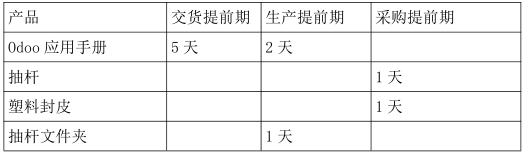 产品 交货提前期 生产提前期 采购提前期
Odoo 应用手册 5 天 2 天
抽杆 1 天
塑料封皮 1 天
抽杆文件夹 1 天